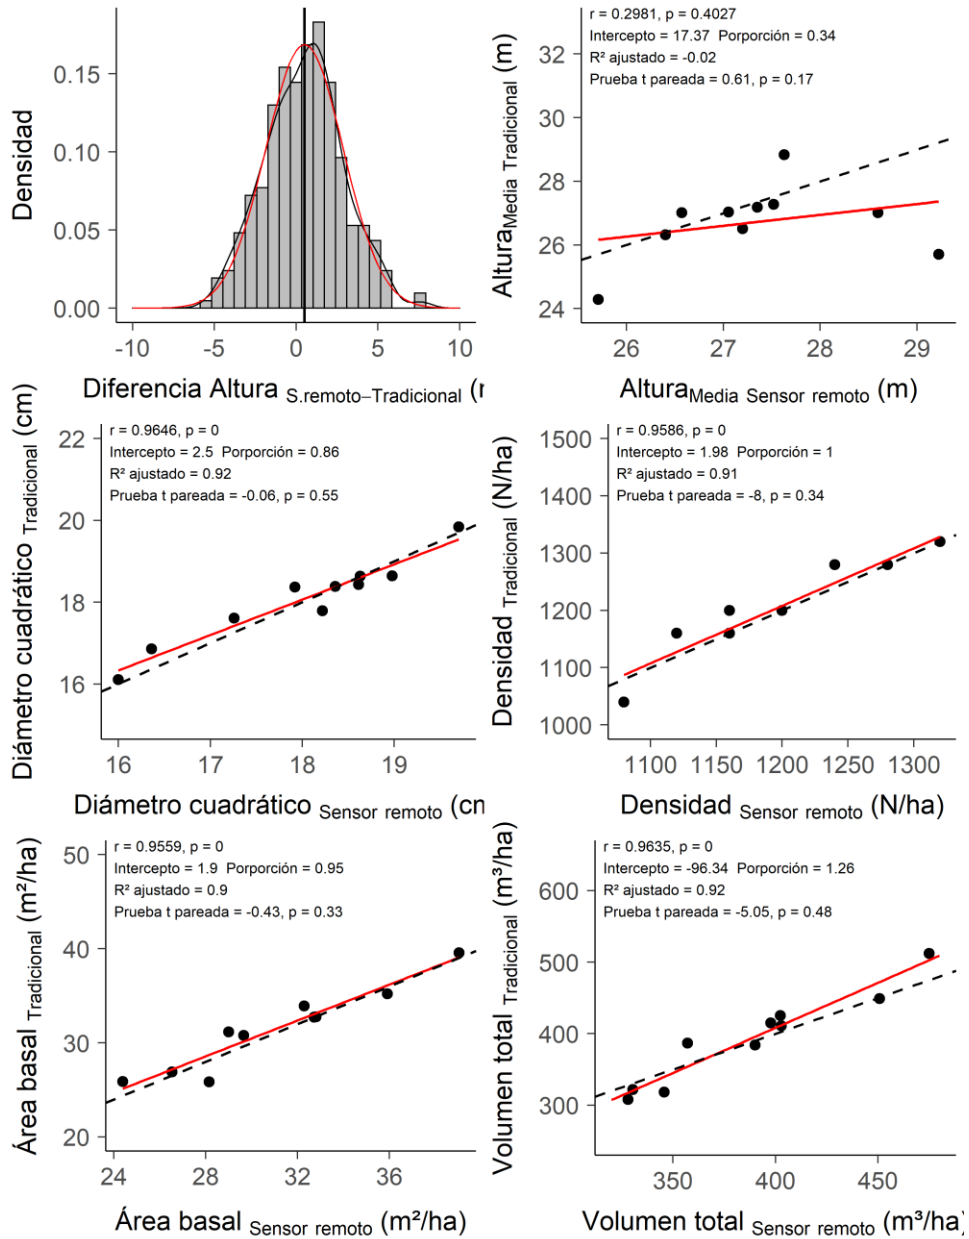 0.15
0.10
0.05
0.00
Densidad
-10
-5
0
5
10
Diferencia Altura S.remoto−Tradicional (r
r = 0.2981, p = 0.4027
Intercepto = 17.37 Porporción = 0.34
R² ajustado = -0.02
Prueba t pareada = 0.61, p = 0.17
32
30
28
26
24
Altura Media Tradicional (m)
26
27
28
29
Altura Media Sensor remoto (m)
r = 0.9646, p = 0
Intercepto = 2.5 Porporción = 0.86
R² ajustado = 0.92
Prueba t pareada = -0.06, p = 0.55
22
20
18
16
Diámetro cuadrático Tradicional (cm)
16
17
18
19
Diámetro cuadrático Sensor remoto (cm
r = 0.9586, p = 0
Intercepto = 1.98 Porporción = 1
R² ajustado = 0.91
Prueba t pareada = -8, p = 0.34
1500
1400
1300
1200
1100
1000
Densidad Tradicional (N/ha)
1100
1150
1200
1250
1300
Densidad Sensor remoto (N/ha)
r = 0.9559, p = 0
Intercepto = 1.9 Porporción = 0.95
R² ajustado = 0.9
Prueba t pareada = -0.43, p = 0.33
50
40
30
20
Área basal Tradicional (m²/ha)
24
28
32
36
Área basal Sensor remoto (m²/ha)
r = 0.9635, p = 0
Intercepto = -96.34 Porporción = 1.26
R² ajustado = 0.92
Prueba t pareada = -5.05, p = 0.48
600
500
400
300
Volumen total Tradicional (m³/ha)
350
400
450
Volumen total Sensor remoto (m³/ha)